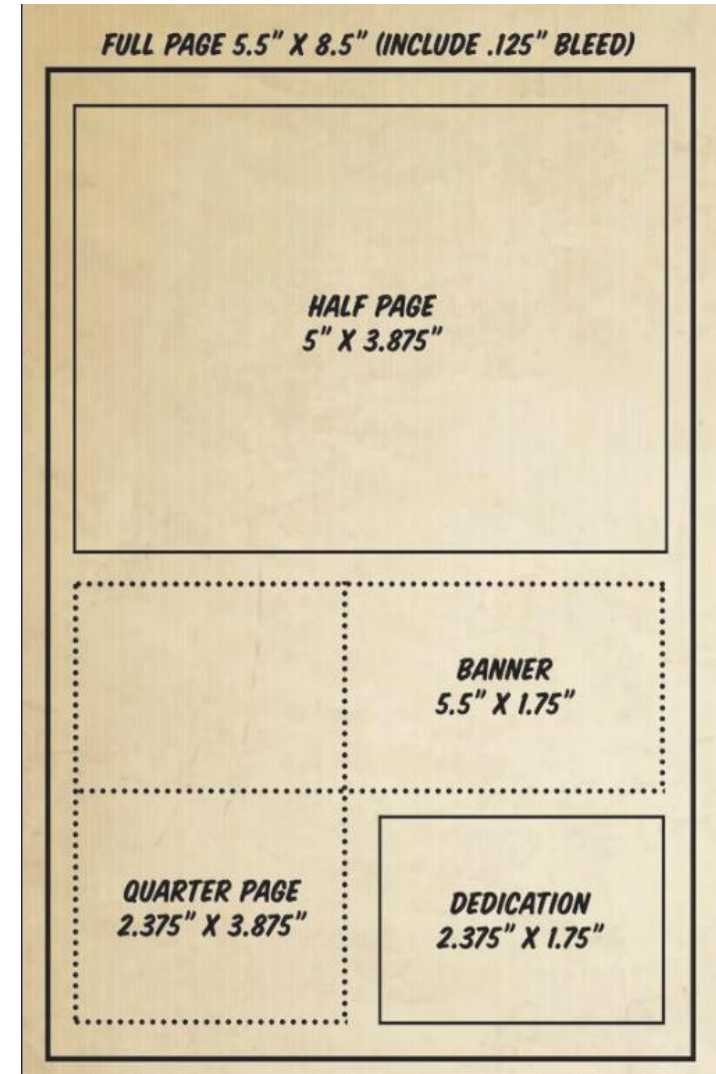 FULL PAGE 5.5" X 8.5" (INCLUDE .125" BLEED)
HALF PAGE
5" X 3.875"
BANNER
5.5" X 1.75"
QUARTER PAGE
2.375" X 3.875"
DEDICATION
2.375" X 1.75"